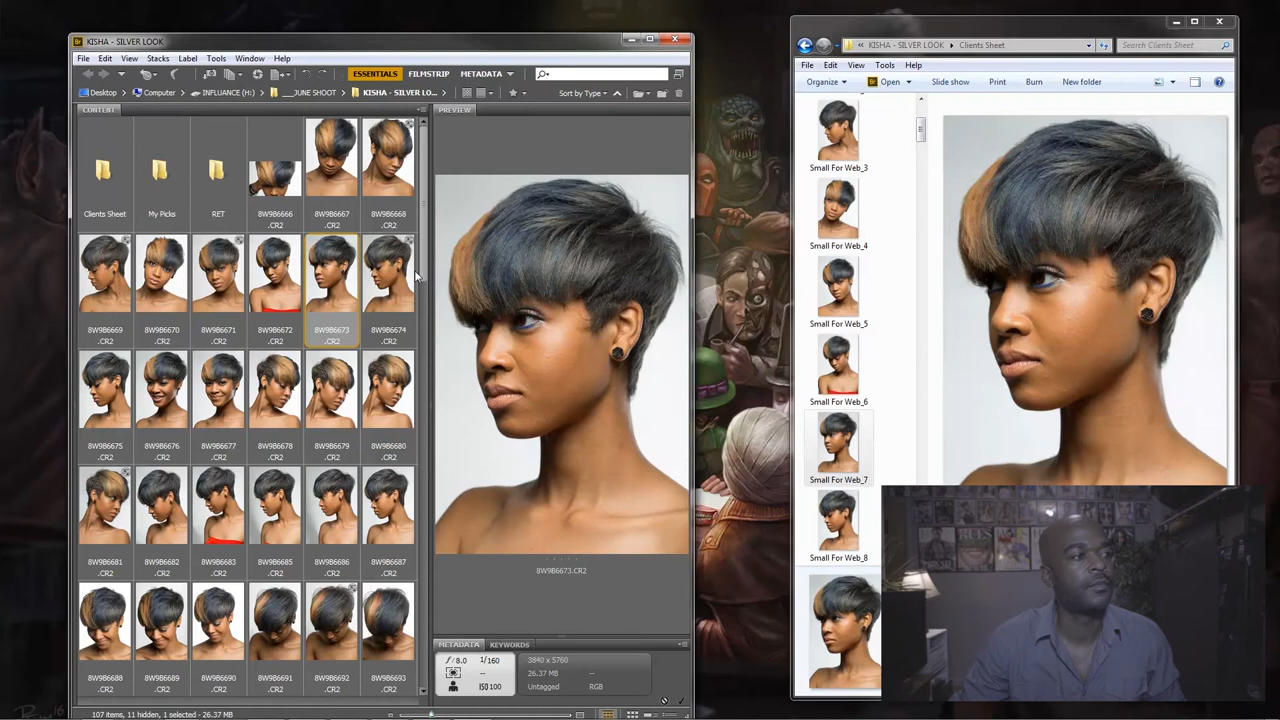 KISHA - SILVER LOOK
File Edit View Stacks Label Tools Window Help
ESSENTIALS FILMSTRIP METADATA
Desktop Computer INFLUANCE (H:) ___JUNE SHOOT KISHA - SILVER LO... Sort by Type
CONTENT
Clients Sheet My Picks RET 8W9B6666 8W9B6667 8W9B6668
.CR2 .CR2 .CR2
8W9B6669 8W9B6670 8W9B6671 8W9B6672 8W9B6673 8W9B6674
.CR2 .CR2 .CR2 .CR2 .CR2 .CR2
8W9B6675 8W9B6676 8W9B6677 8W9B6678 8W9B6679 8W9B6680
.CR2 .CR2 .CR2 .CR2 .CR2 .CR2
8W9B6681 8W9B6682 8W9B6683 8W9B6685 8W9B6686 8W9B6687
.CR2 .CR2 .CR2 .CR2 .CR2 .CR2
8W9B6688 8W9B6689 8W9B6690 8W9B6691 8W9B6692 8W9B6693
.CR2 .CR2 .CR2 .CR2 .CR2 .CR2
107 items, 11 hidden, 1 selected - 26.37 MB
PREVIEW
8W9B6673.CR2
METADATA KEYWORDS
f/8.0 1/160 3840 x 5760
-- 26.37 MB --
ISO100 Untagged RGB
« KISHA - SILVER LOOK Clients Sheet Search Clients Sheet
File Edit View Tools Help
Organize Br Open Slide show Print Burn New folder
Small For Web_3
Small For Web_4
Small For Web_5
Small For Web_6
Small For Web_7
Small For Web_8